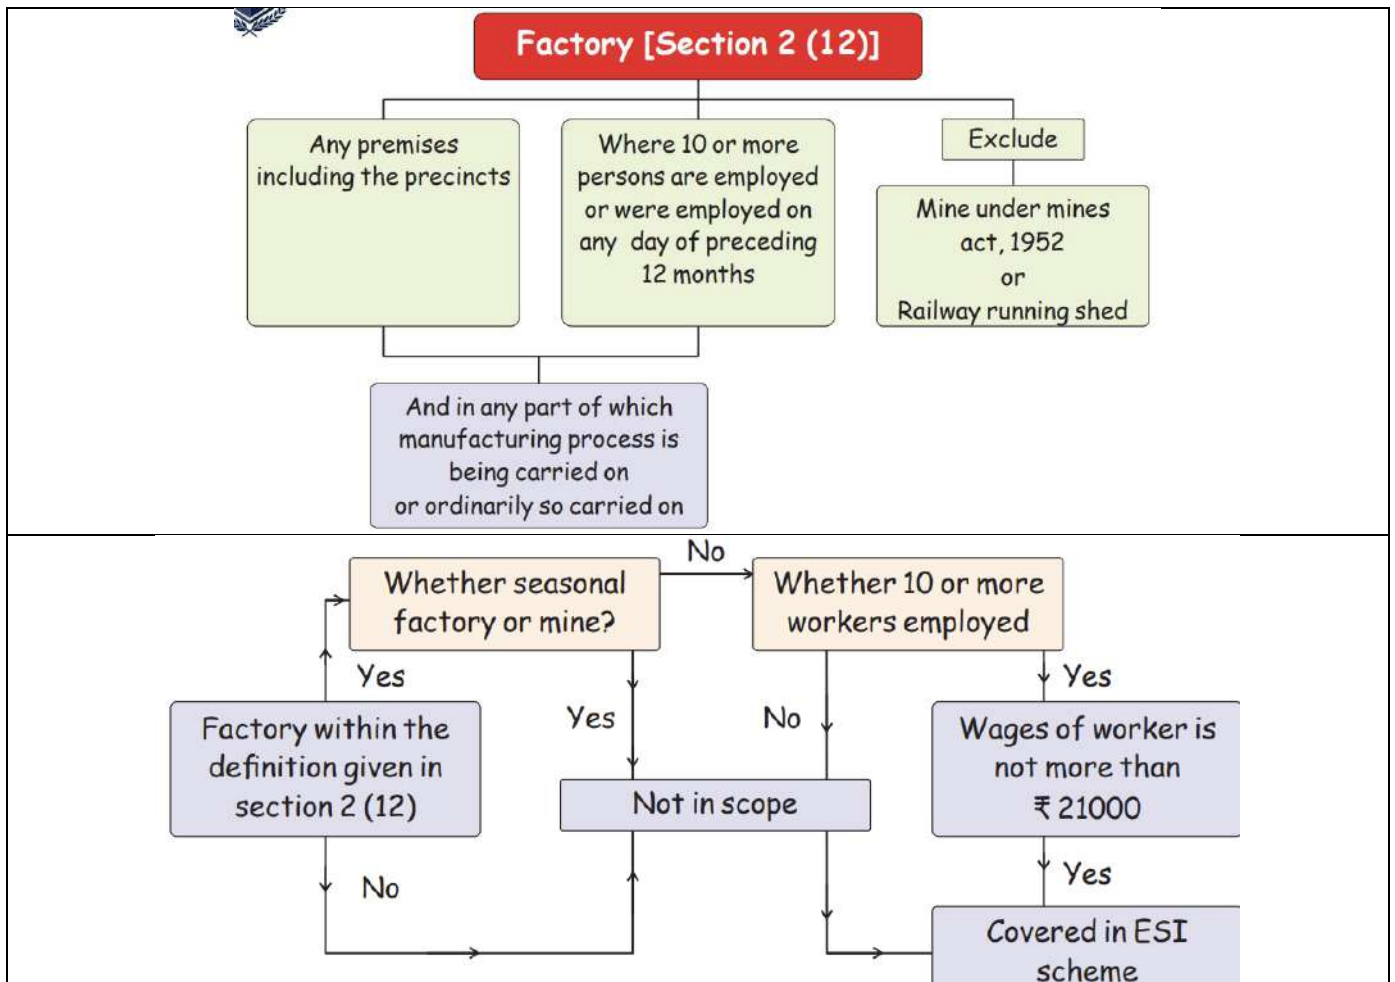 Factory [Section 2 (12)]
Any premises
including the precincts
Where 10 or more
persons are employed
or were employed on
any day of preceding
12 months
Exclude
Mine under mines
act, 1952
or
Railway running shed
And in any part of which
manufacturing process is
being carried on
or ordinarily so carried on
No
Whether seasonal
factory or mine?
Whether 10 or more
workers employed
Yes
Yes
No
Yes
Factory within the
definition given in
section 2 (12)
Not in scope
Wages of worker is
not more than
₹ 21000
No
Yes
Covered in ESI
scheme